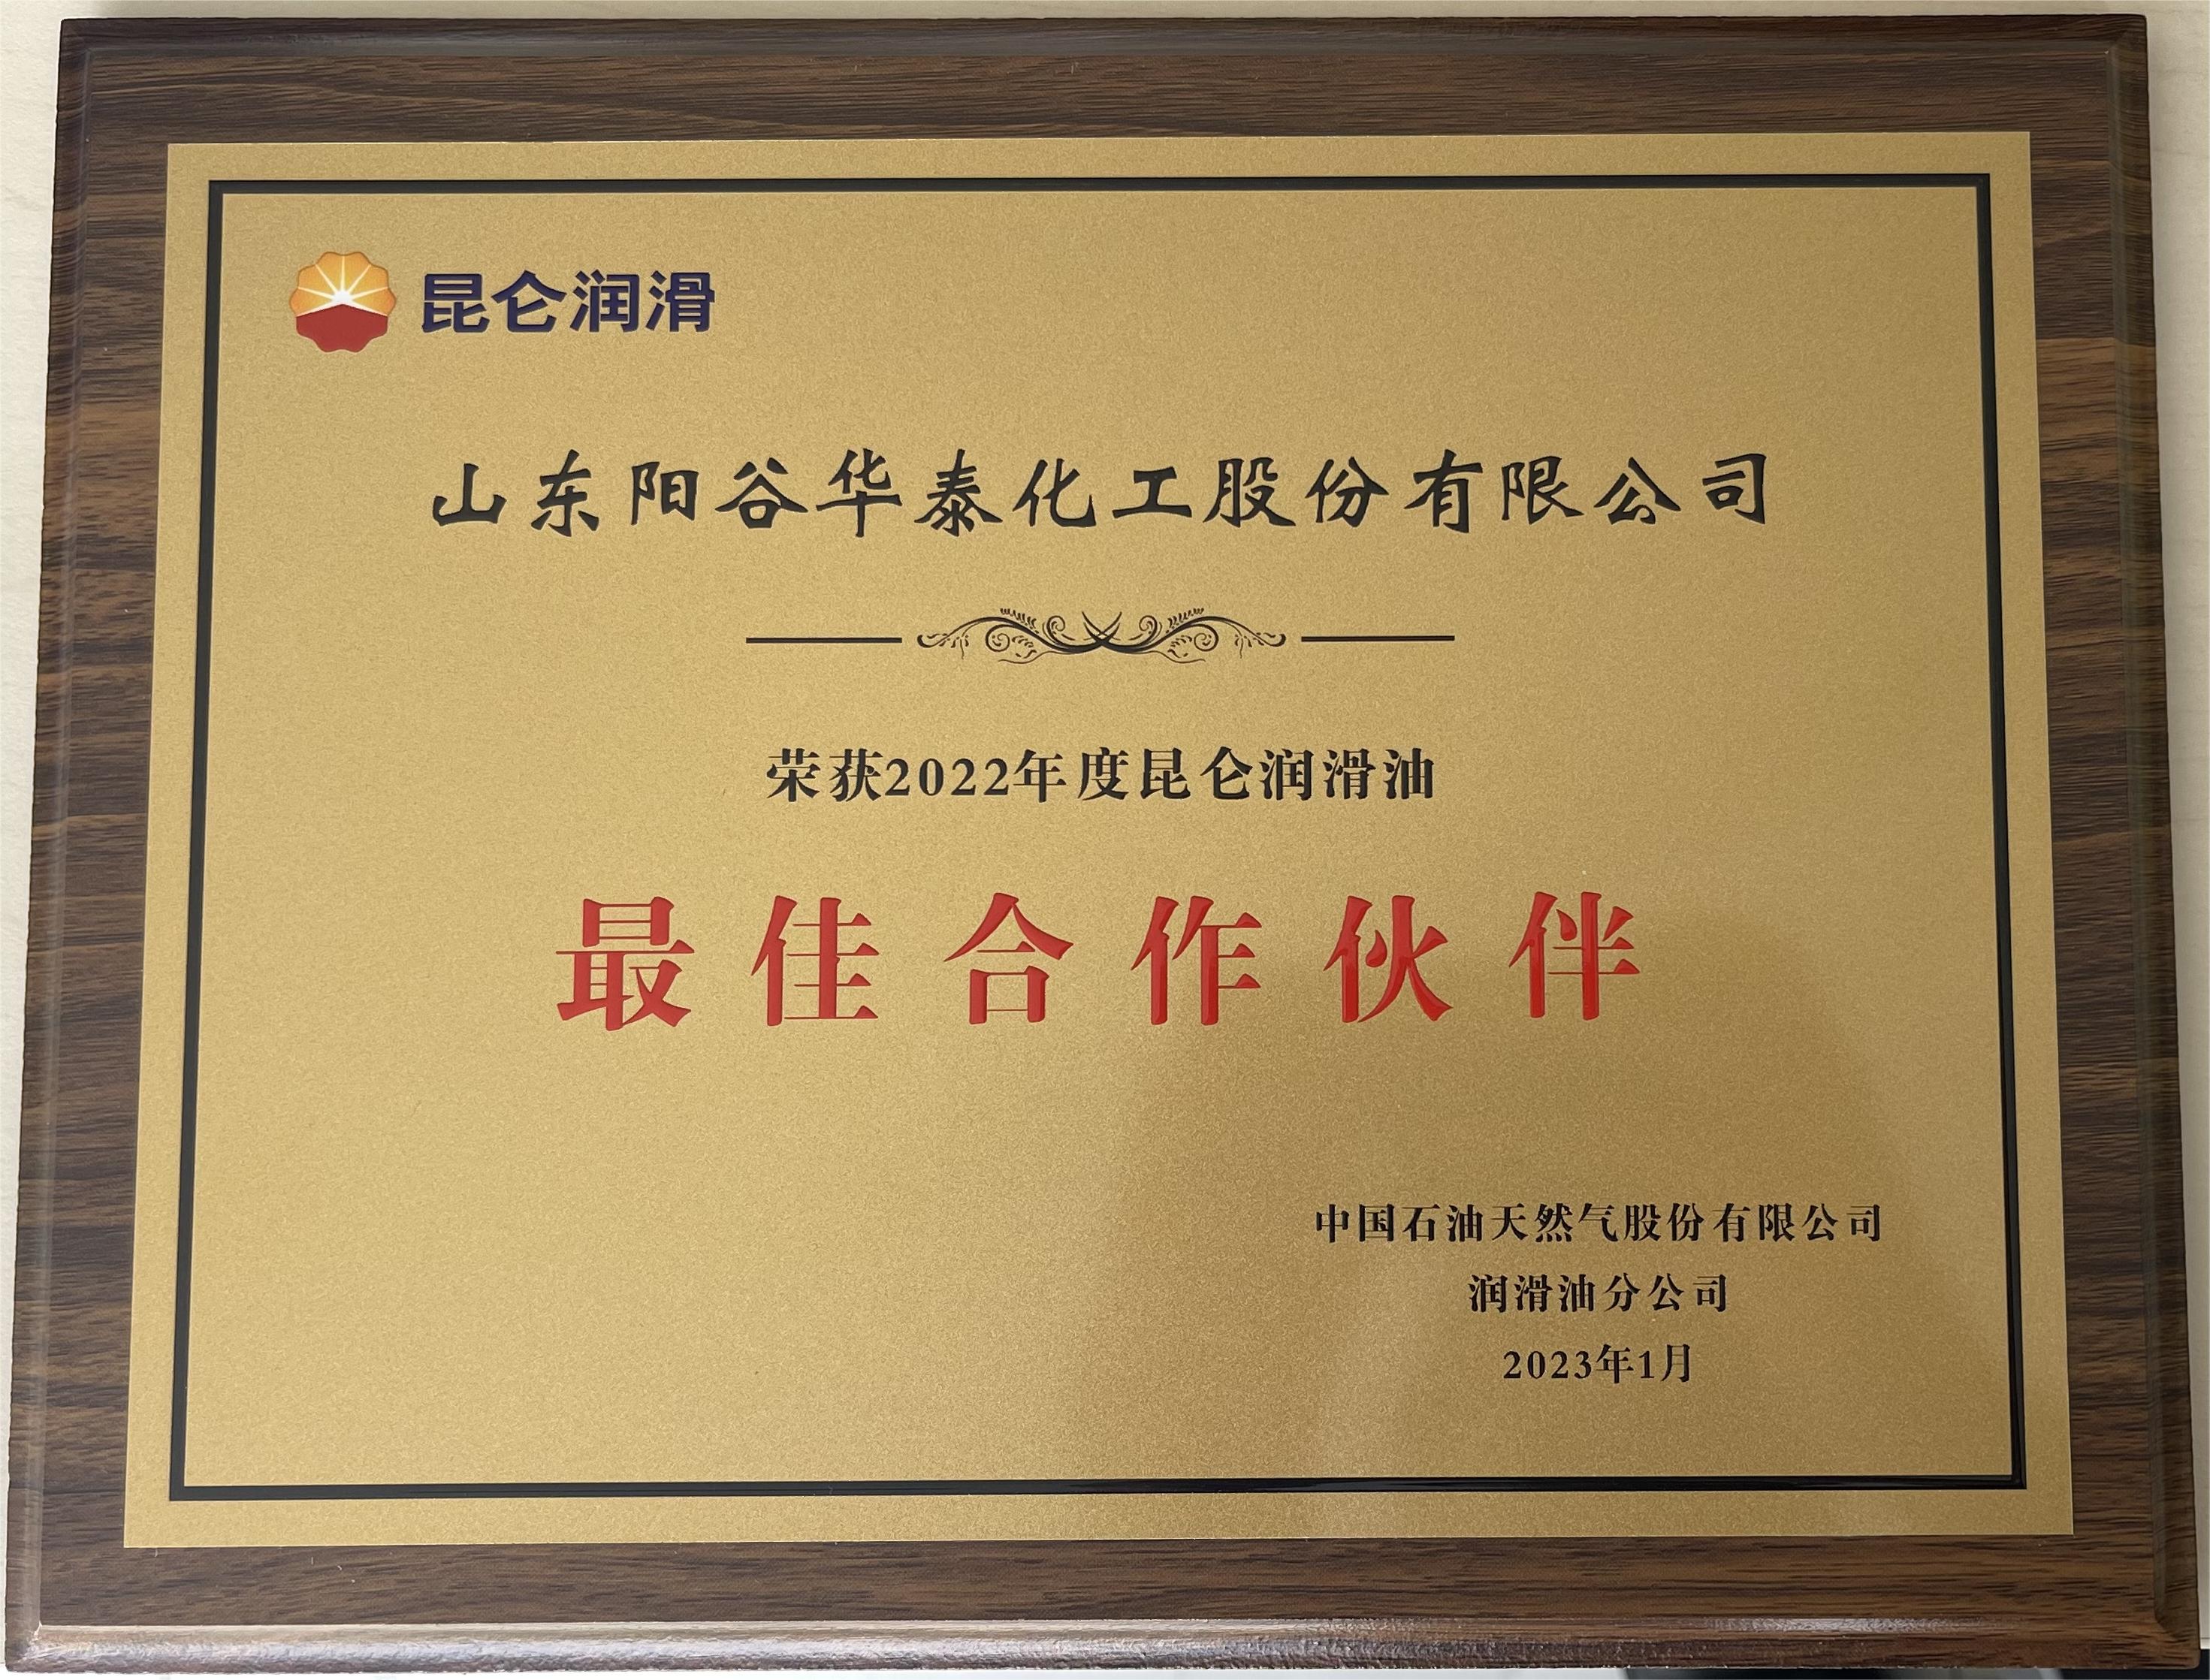 昆仑润滑
山东阳谷华泰化工股份有限公司
荣获2022年度昆仑润滑油
最佳合作伙伴
中国石油天然气股份有限公司
润滑油分公司
2023年1月